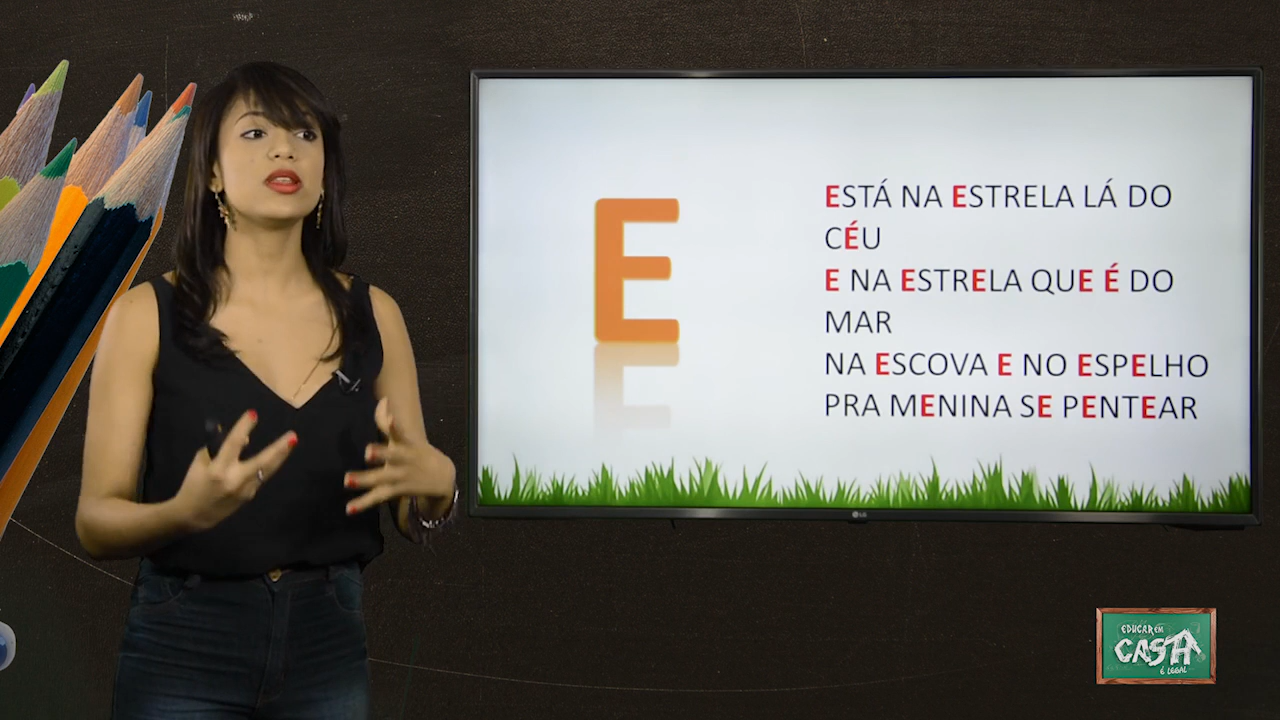 E
ESTÁ NA ESTRELA LÁ DO
CÉU
E NA ESTRELA QUE É DO
MAR
NA ESCOVA E NO ESPELHO
PRA MENINA SE PENTEAR
LG
EDUCAR EM
CASA
É LEGAL